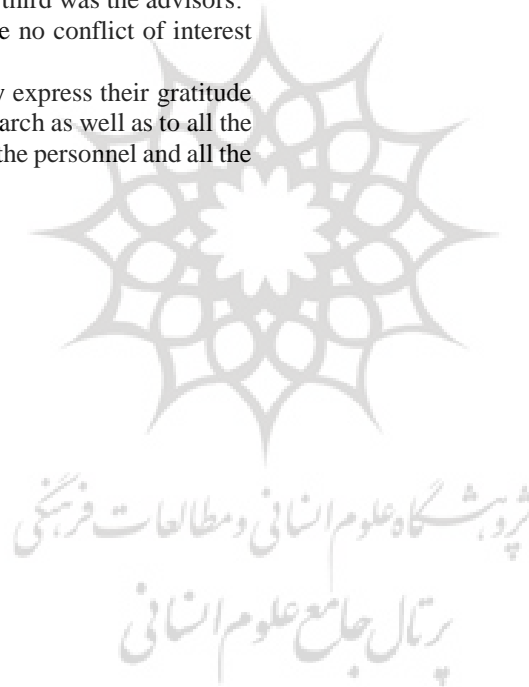 third was the advisors.
e no conflict of interest
y express their gratitude
arch as well as to all the
the personnel and all the
پژوهشگاه علوم انسانی و مطالعات فرهنگی
پرتال جامع علوم انسانی